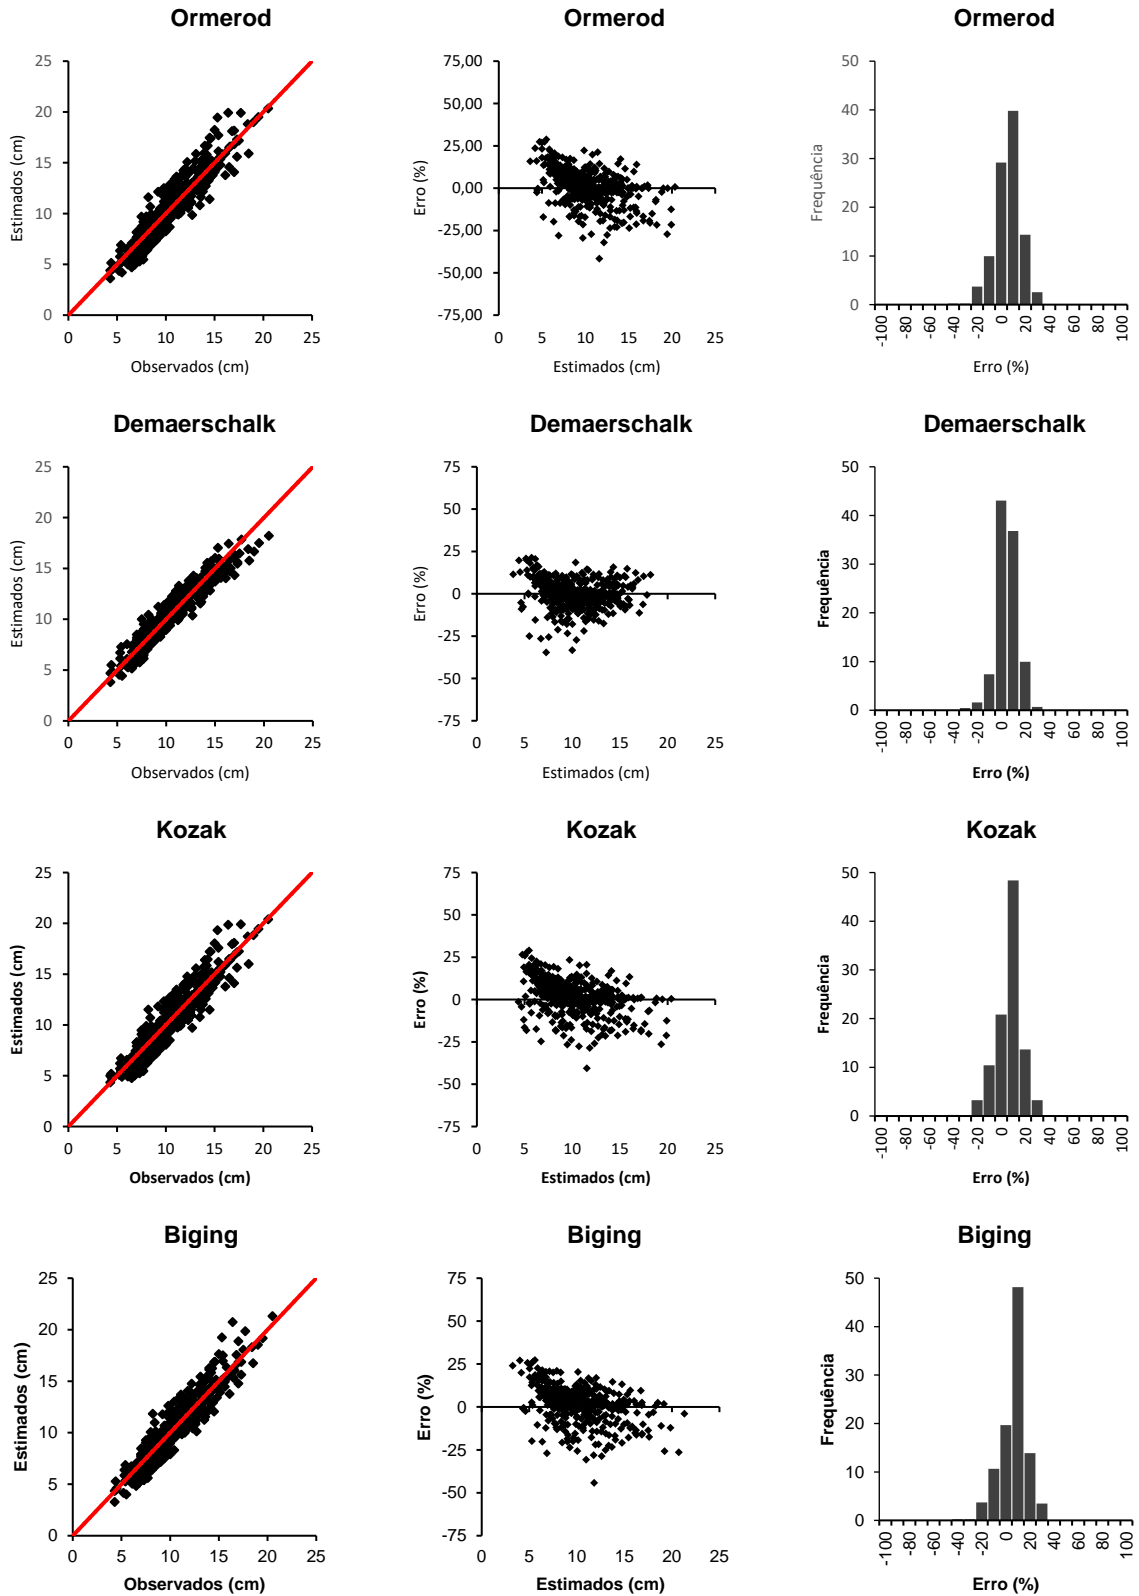 Ormerod
Ormerod
Ormerod
25
20
15
10
5
0
0 5 10 15 20 25
Estimados (cm)
Observados (cm)
75,00
50,00
25,00
0,00
-25,00
-50,00
-75,00
0 5 10 15 20 25
Erro (%)
Estimados (cm)
50
40
30
20
10
0
-100 -80 -60 -40 -20 0 20 40 60 80 100
Frequência
Erro (%)
Demaerschalk
Demaerschalk
Demaerschalk
25
20
15
10
5
0
0 5 10 15 20 25
Estimados (cm)
Observados (cm)
75
50
25
0
-25
-50
-75
0 5 10 15 20 25
Erro (%)
Estimados (cm)
50
40
30
20
10
0
-100 -80 -60 -40 -20 0 20 40 60 80 100
Frequência
Erro (%)
Kozak
Kozak
Kozak
25
20
15
10
5
0
0 5 10 15 20 25
Estimados (cm)
Observados (cm)
75
50
25
0
-25
-50
-75
0 5 10 15 20 25
Erro (%)
Estimados (cm)
50
40
30
20
10
0
-100 -80 -60 -40 -20 0 20 40 60 80 100
Frequência
Erro (%)
Biging
Biging
Biging
25
20
15
10
5
0
0 5 10 15 20 25
Estimados (cm)
Observados (cm)
75
50
25
0
-25
-50
-75
0 5 10 15 20 25
Erro (%)
Estimados (cm)
50
40
30
20
10
0
-100 -80 -60 -40 -20 0 20 40 60 80 100
Frequência
Erro (%)